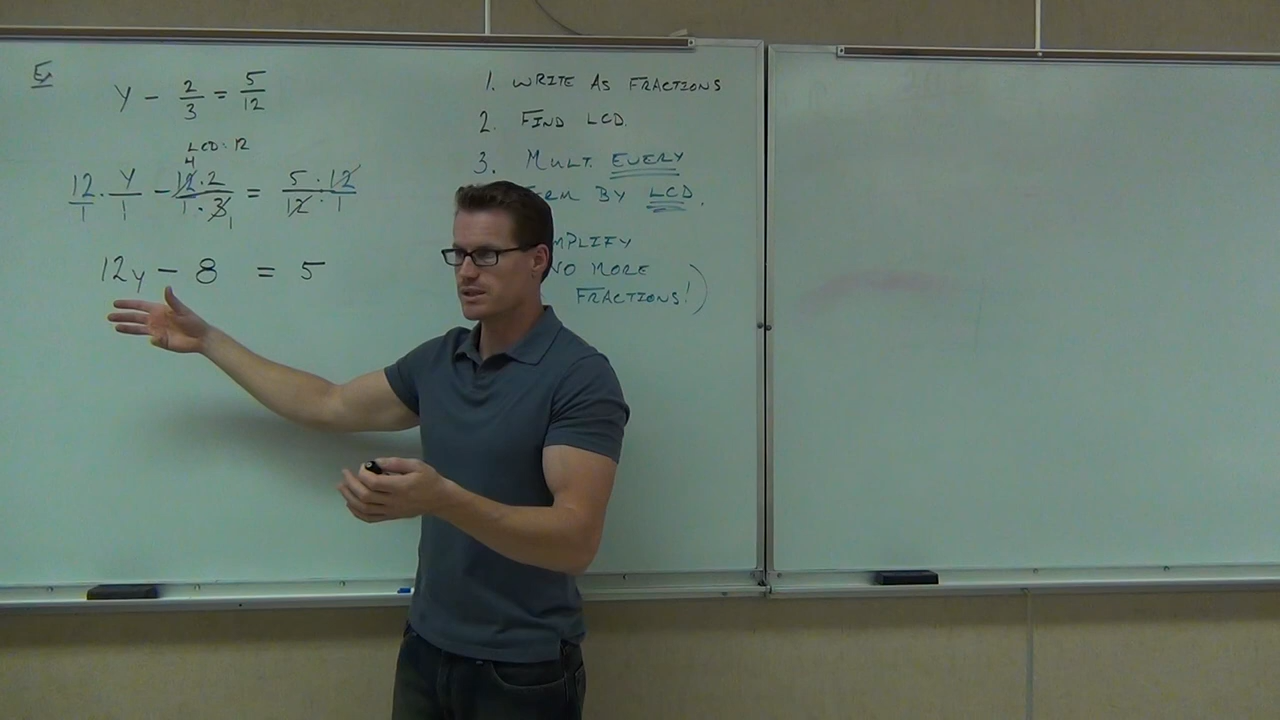 Ex
y - 2/3 = 5/12
LCD: 12
4
12/1 · y/1 - 12·2/1·3 1 = 5·12/12·1
12y - 8 = 5
1. WRITE AS FRACTIONS
2. FIND LCD.
3. MULT. EVERY
BY LCD.
NO MORE
FRACTIONS!)